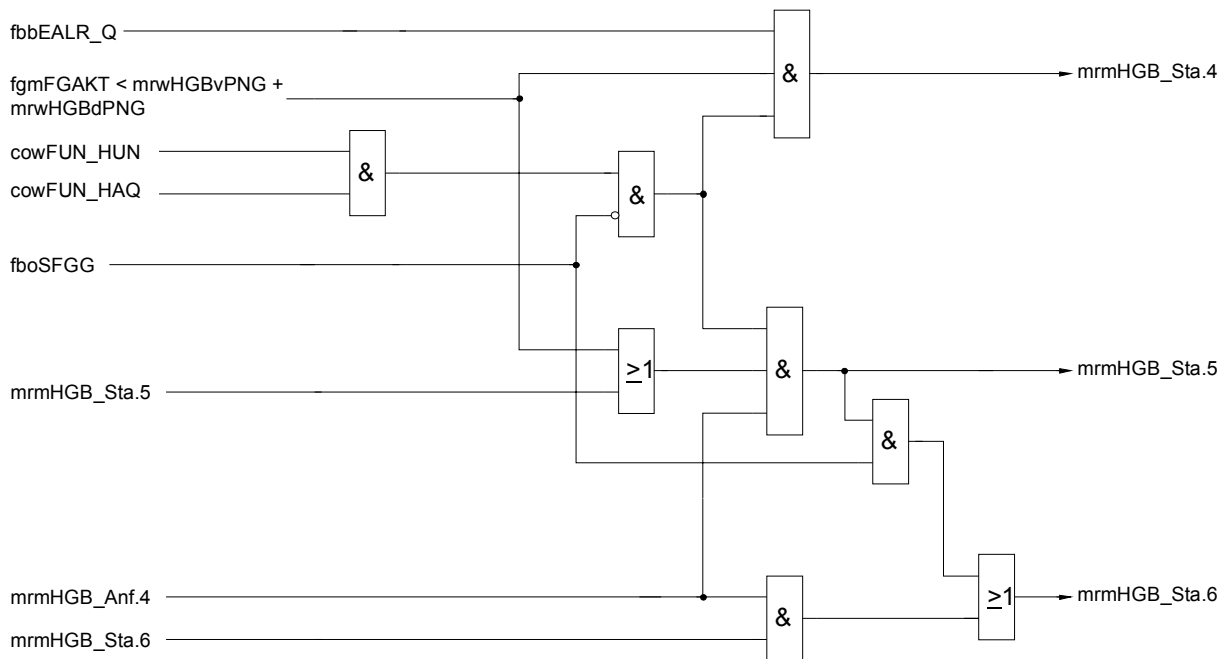 fbbEALR_Q
&
mrmHGB_Sta.4
fgmFGAKT < mrwHGBvPNG +
mrwHGBdPNG
cowFUN_HUN
&
cowFUN_HAQ
&
fboSFGG
≥1
&
mrmHGB_Sta.5
mrmHGB_Sta.5
&
mrmHGB_Anf.4
≥1
mrmHGB_Sta.6
&
mrmHGB_Sta.6